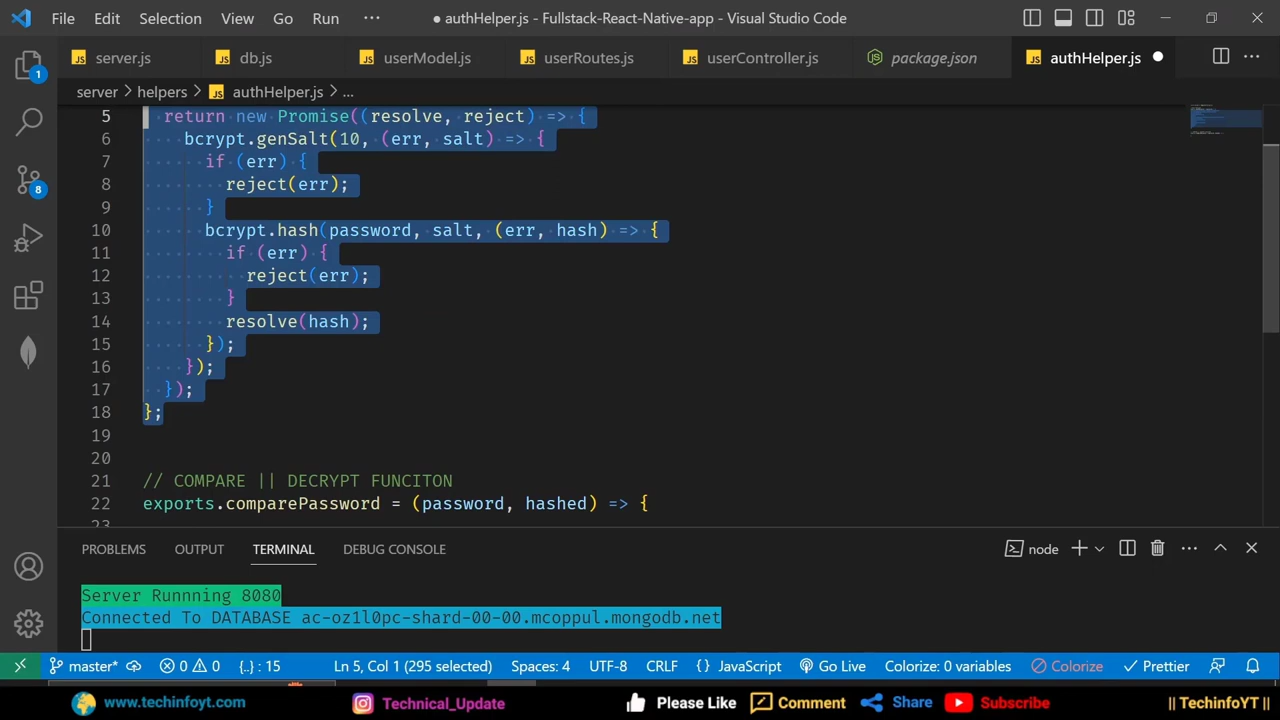 File Edit Selection View Go Run ··· ● authHelper.js - Fullstack-React-Native-app - Visual Studio Code
server.js db.js userModel.js userRoutes.js userController.js package.json authHelper.js
server > helpers > authHelper.js > ...
5 return new Promise((resolve, reject) => {
6 bcrypt.genSalt(10, (err, salt) => {
7 if (err) {
8 reject(err);
9 }
10 bcrypt.hash(password, salt, (err, hash) => {
11 if (err) {
12 reject(err);
13 }
14 resolve(hash);
15 });
16 });
17 });
18 };
19
20
21 // COMPARE || DECRYPT FUNCITON
22 exports.comparePassword = (password, hashed) => {
23
PROBLEMS OUTPUT TERMINAL DEBUG CONSOLE node
Server Runnning 8080
Connected To DATABASE ac-oz1l0pc-shard-00-00.mcoppul.mongodb.net
1
8
master* 0 0 {..} : 15 Ln 5, Col 1 (295 selected) Spaces: 4 UTF-8 CRLF {} JavaScript Go Live Colorize: 0 variables Colorize Prettier
www.techinfoyt.com Technical_Update Please Like Comment Share Subscribe || TechinfoYT ||